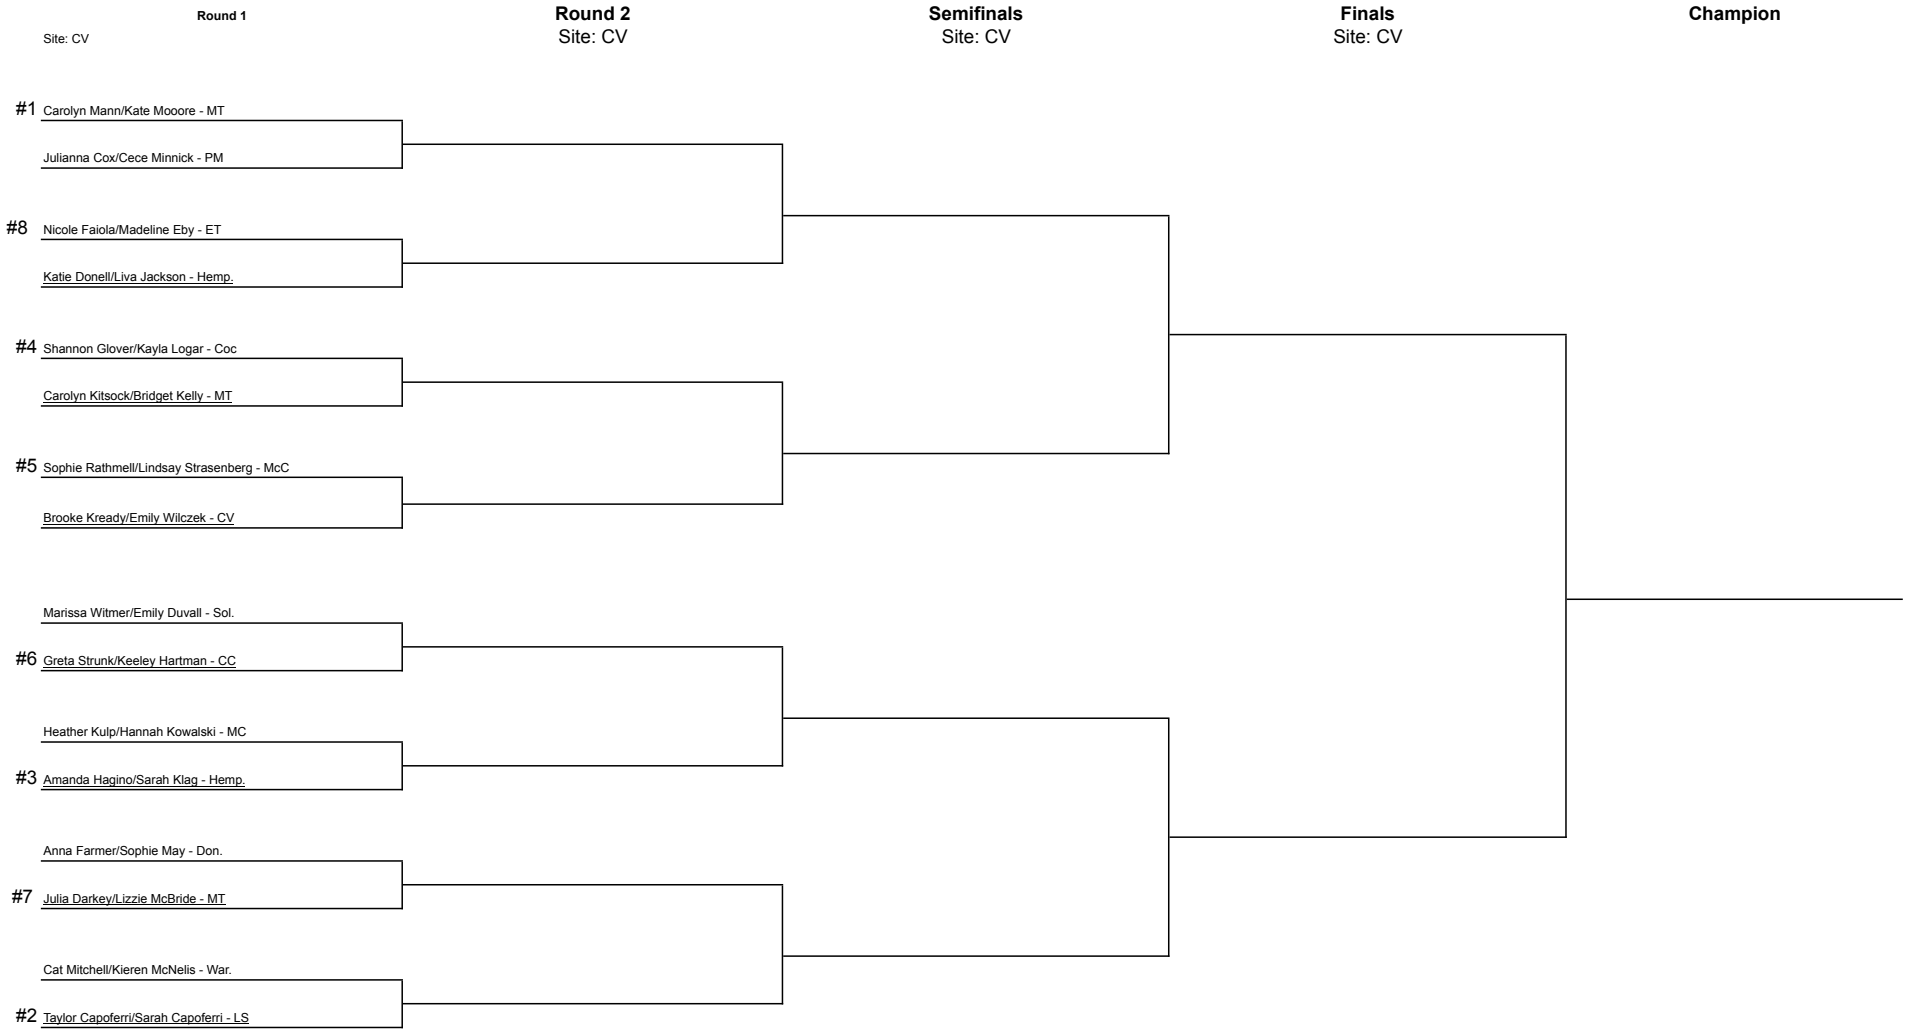 Round 1 Round 2 Semifinals Finals Champion
Site: CV Site: CV Site: CV Site: CV
#1 Carolyn Mann/Kate Mooore - MT
Julianna Cox/Cece Minnick - PM
#8 Nicole Faiola/Madeline Eby - ET
Katie Donell/Liva Jackson - Hemp.
#4 Shannon Glover/Kayla Logar - Coc
Carolyn Kitsock/Bridget Kelly - MT
#5 Sophie Rathmell/Lindsay Strasenberg - McC
Brooke Kready/Emily Wilczek - CV
Marissa Witmer/Emily Duvall - Sol.
#6 Greta Strunk/Keeley Hartman - CC
Heather Kulp/Hannah Kowalski - MC
#3 Amanda Hagino/Sarah Klag - Hemp.
Anna Farmer/Sophie May - Don.
#7 Julia Darkey/Lizzie McBride - MT
Cat Mitchell/Kieren McNelis - War.
#2 Taylor Capoferri/Sarah Capoferri - LS